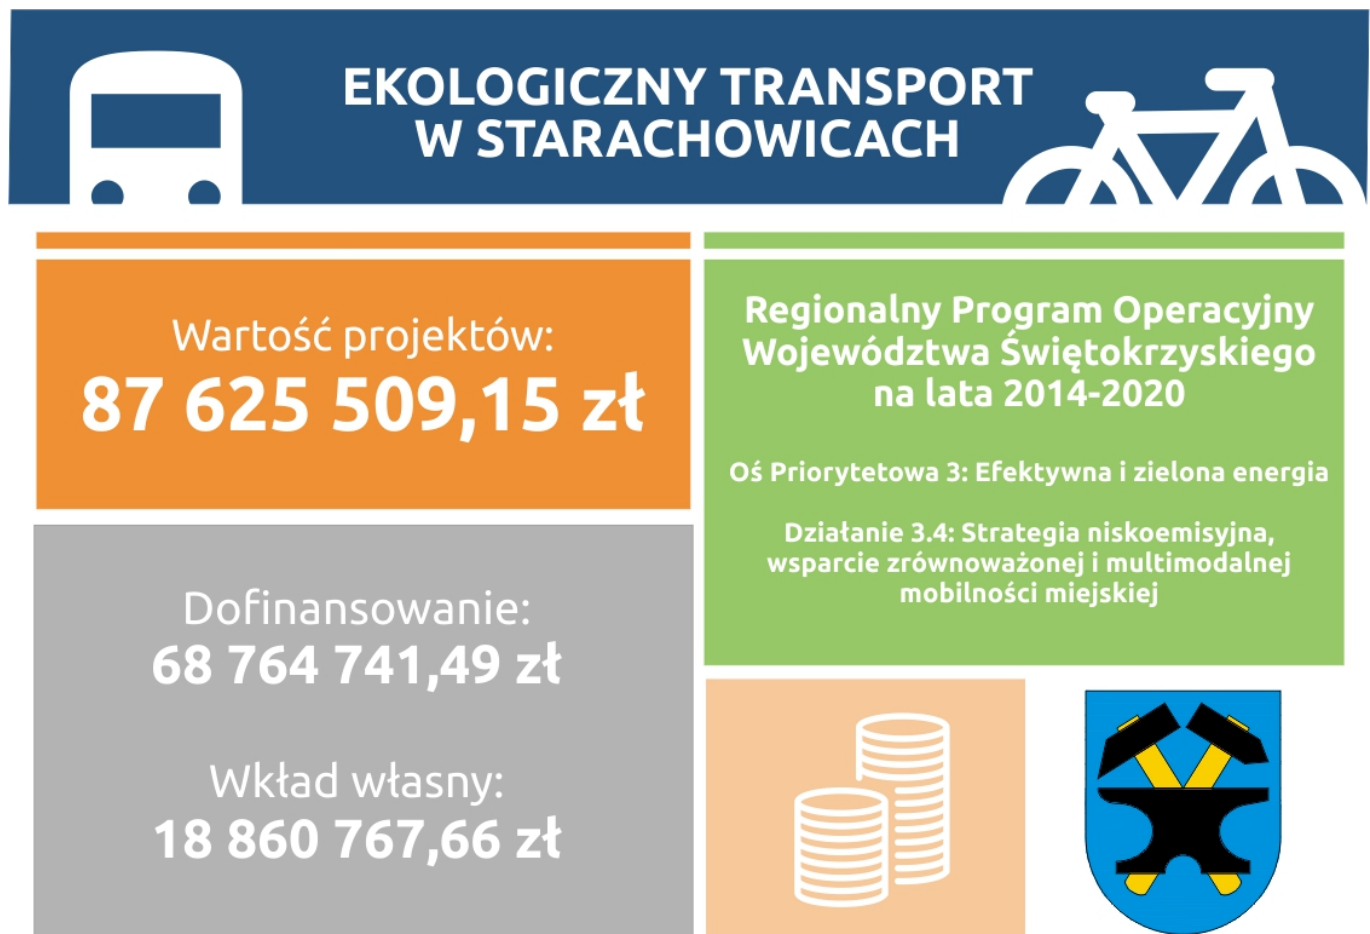 EKOLOGICZNY TRANSPORT
W STARACHOWICACH
Wartość projektów:
87 625 509,15 zł
Dofinansowanie:
68 764 741,49 zł
Wkład własny:
18 860 767,66 zł
Regionalny Program Operacyjny
Województwa Świętokrzyskiego
na lata 2014-2020
Oś Priorytetowa 3: Efektywna i zielona energia
Działanie 3.4: Strategia niskoemisyjna,
wsparcie zrównoważonej i multimodalnej
mobilności miejskiej